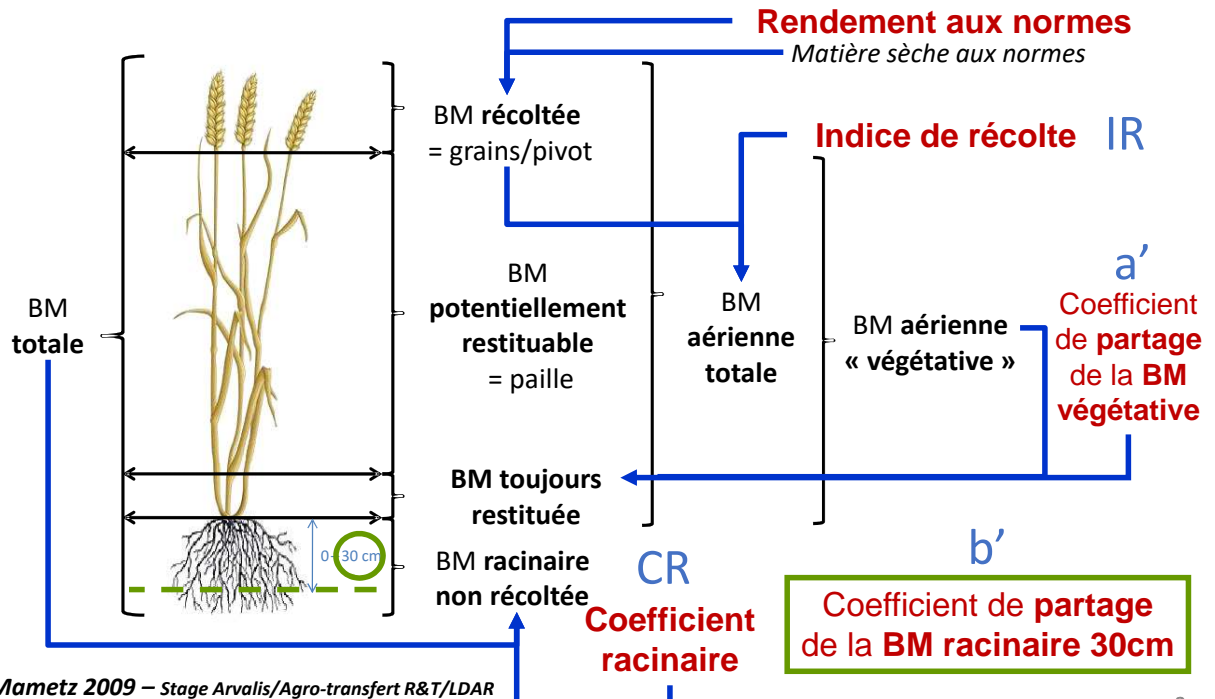 Rendement aux normes
Matière sèche aux normes
BM récoltée
= grains/pivot
Indice de récolte IR
BM
totale
BM
potentiellement
restituable
= paille
BM
aérienne
totale
BM aérienne
« végétative »
a’
Coefficient
de partage
de la BM
végétative
BM toujours
restituée
0 - 30 cm
BM racinaire
non récoltée
CR
Coefficient
racinaire
b’
Coefficient de partage
de la BM racinaire 30cm
Mametz 2009 – Stage Arvalis/Agro-transfert R&T/LDAR